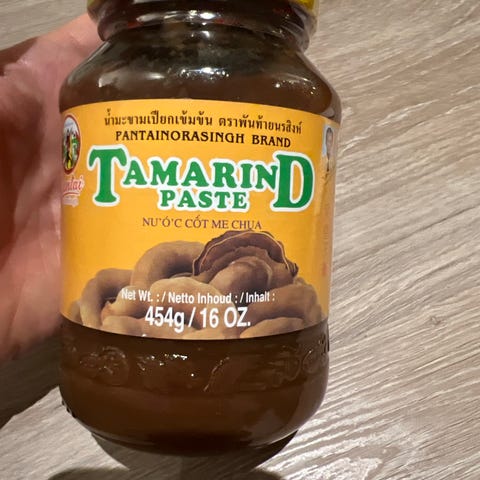 น้ำมะขามเปียกเข้มข้น ตราพันท้ายนรสิงห์
PANTAINORASINGH BRAND
TAMARIND
PASTE
NU'Ó'C CỐT ME CHUA
Net Wt. : / Netto Inhoud : / Inhalt :
454g / 16 OZ.